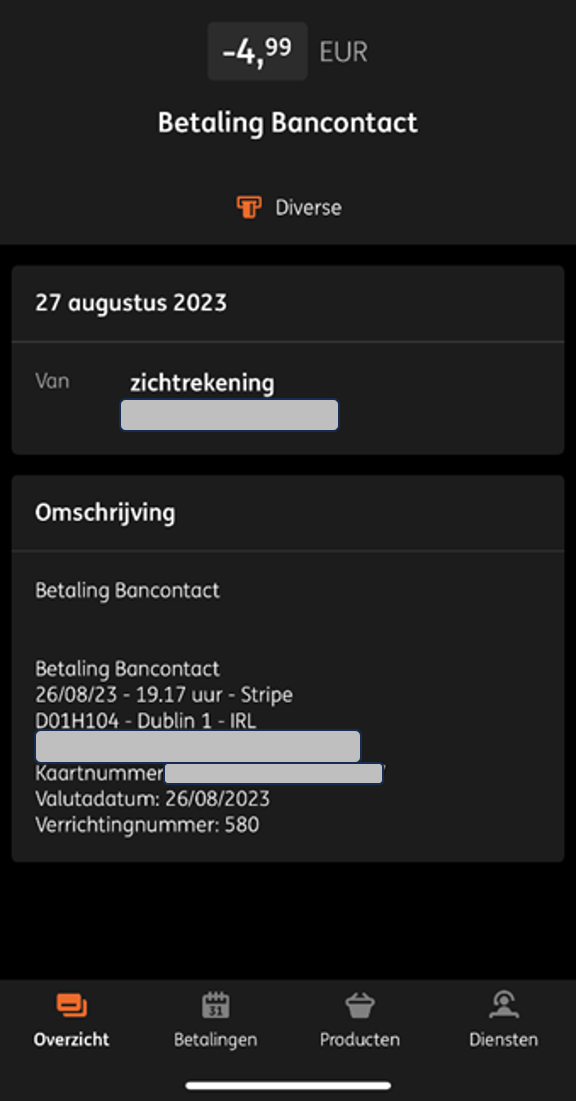 -4,99 EUR
Betaling Bancontact
Diverse
27 augustus 2023
Van zichtrekening
Omschrijving
Betaling Bancontact
Betaling Bancontact
26/08/23 - 19.17 uur - Stripe
D01H104 - Dublin 1 - IRL
Kaartnummer
Valutadatum: 26/08/2023
Verrichtingnummer: 580
31
Overzicht Betalingen Producten Diensten